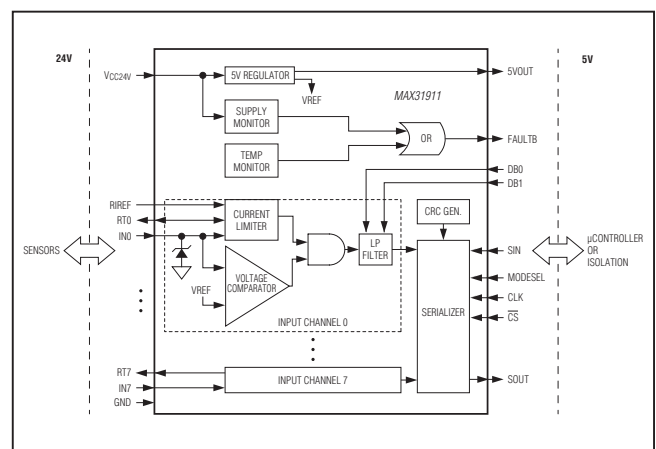 24V
5V
VCC24V
5V REGULATOR
5VOUT
VREF
MAX31911
SUPPLY
MONITOR
OR
FAULTB
TEMP
MONITOR
DB0
DB1
RIREF
RT0
IN0
CURRENT
LIMITER
CRC GEN.
LP
FILTER
SENSORS
SIN
µCONTROLLER
OR
ISOLATION
VOLTAGE
COMPARATOR
VREF
MODESEL
SERIALIZER
CLK
CS
INPUT CHANNEL 0
RT7
IN7
GND
INPUT CHANNEL 7
SOUT